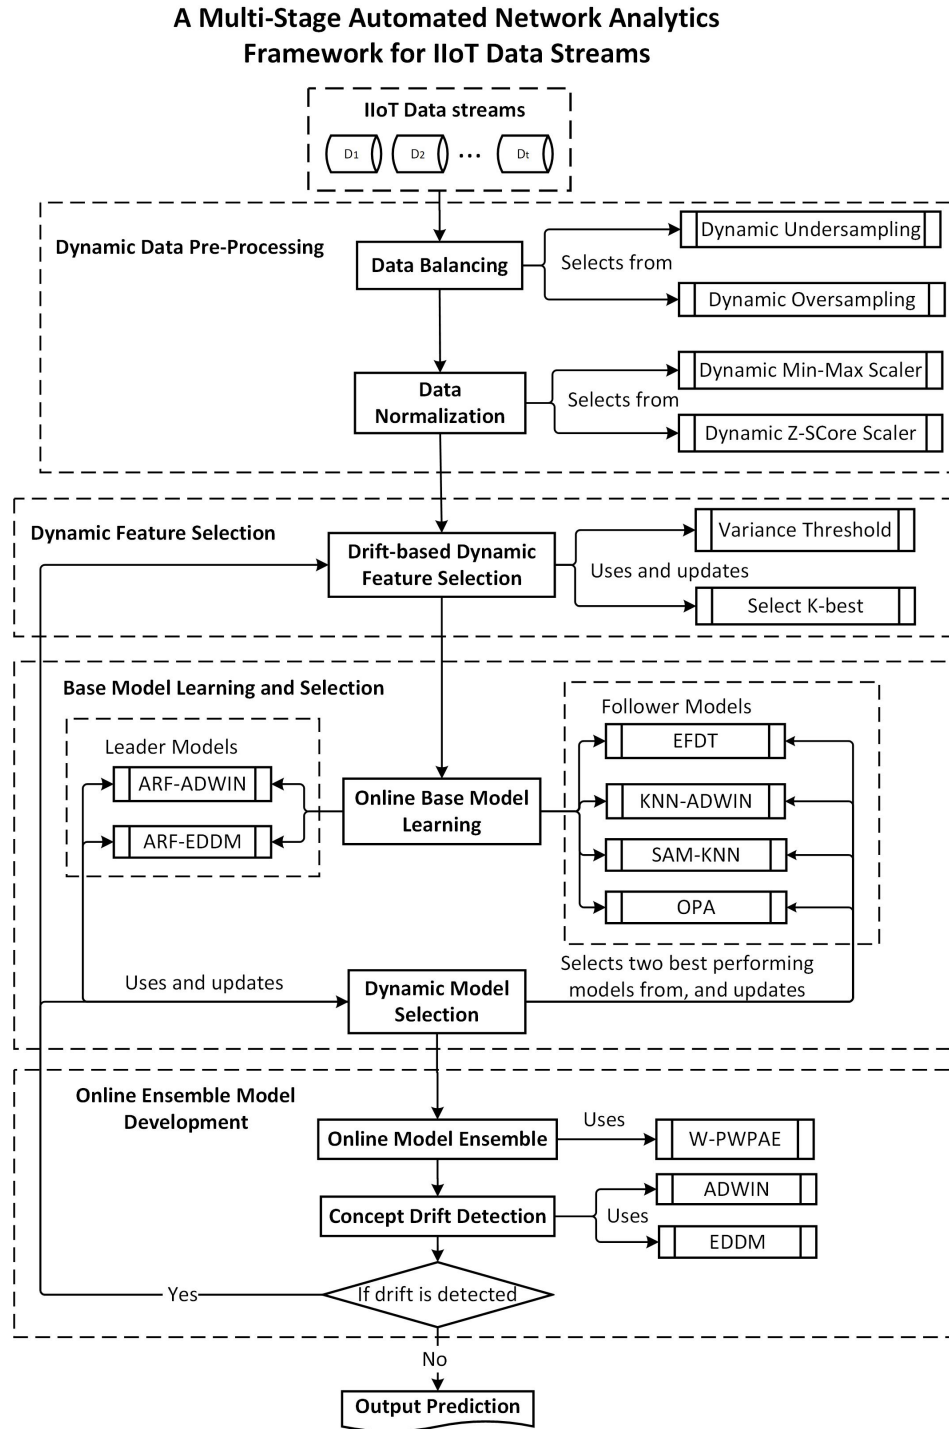 A Multi-Stage Automated Network Analytics
Framework for IIoT Data Streams
IIoT Data streams
D1
D2
...
Dt
Dynamic Data Pre-Processing
Data Balancing
Selects from
Dynamic Undersampling
Dynamic Oversampling
Data
Normalization
Selects from
Dynamic Min-Max Scaler
Dynamic Z-SCore Scaler
Dynamic Feature Selection
Drift-based Dynamic
Feature Selection
Uses and updates
Variance Threshold
Select K-best
Base Model Learning and Selection
Leader Models
ARF-ADWIN
ARF-EDDM
Online Base Model
Learning
Follower Models
EFDT
KNN-ADWIN
SAM-KNN
OPA
Uses and updates
Dynamic Model
Selection
Selects two best performing
models from, and updates
Online Ensemble Model
Development
Online Model Ensemble
Uses
W-PWPAE
Concept Drift Detection
Uses
ADWIN
EDDM
If drift is detected
Yes
No
Output Prediction